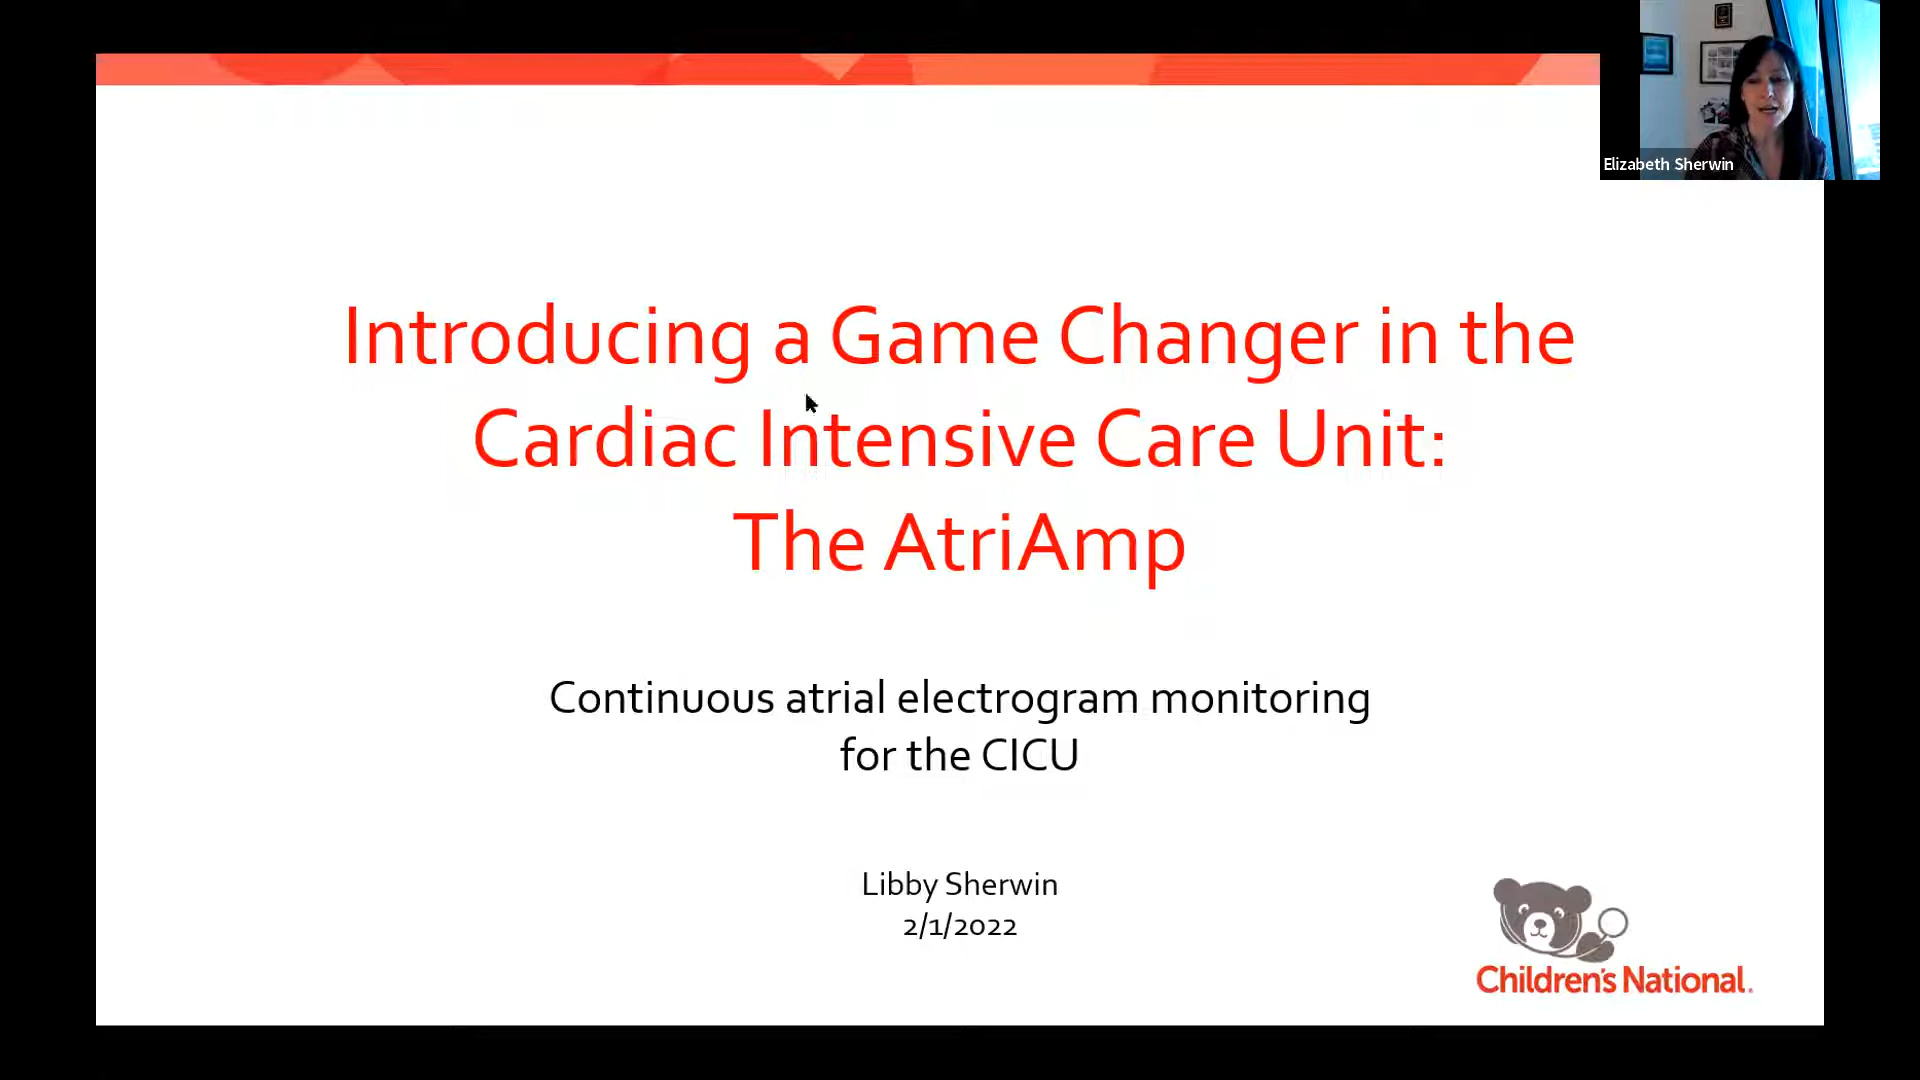 Elizabeth Sherwin
Introducing a Game Changer in the
Cardiac Intensive Care Unit:
The AtriAmp
Continuous atrial electrogram monitoring
for the CICU
Libby Sherwin
2/1/2022
Children's National.